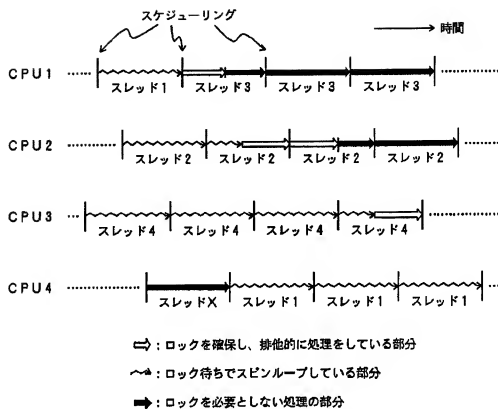 スケジューリング
時間
CPU1
スレッド1 スレッド3 スレッド3 スレッド3
CPU2
スレッド2 スレッド2 スレッド2 スレッド2
CPU3
スレッド4 スレッド4 スレッド4 スレッド4
CPU4
スレッドX スレッド1 スレッド1 スレッド1
:ロックを確保し、排他的に処理をしている部分
:ロック待ちでスピンループしている部分
:ロックを必要としない処理の部分